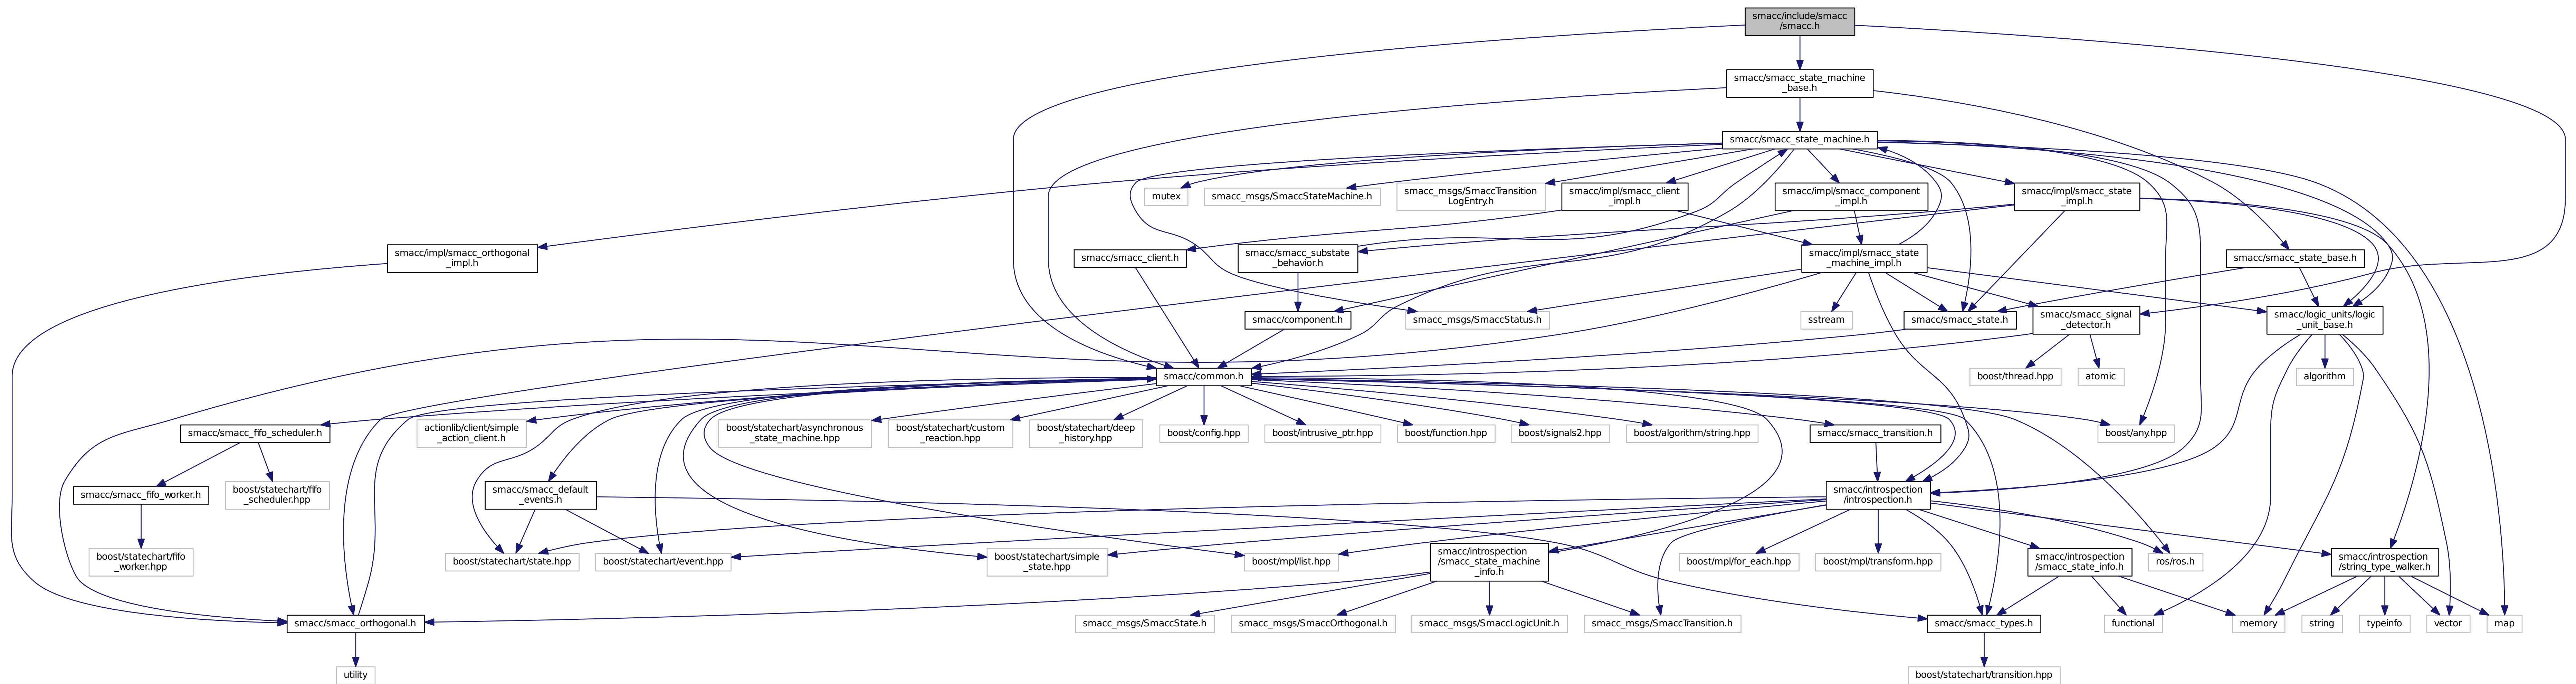 smacc/include/smacc
/smacc.h
smacc/smacc_state_machine
_base.h
smacc/smacc_state_machine.h
mutex
smacc_msgs/SmaccStateMachine.h
smacc_msgs/SmaccTransition
LogEntry.h
smacc/impl/smacc_client
_impl.h
smacc/impl/smacc_component
_impl.h
smacc/impl/smacc_state
_impl.h
smacc/impl/smacc_orthogonal
_impl.h
smacc/smacc_client.h
smacc/smacc_substate
_behavior.h
smacc/impl/smacc_state
_machine_impl.h
smacc/smacc_state_base.h
smacc/component.h
smacc_msgs/SmaccStatus.h
sstream
smacc/smacc_state.h
smacc/smacc_signal
_detector.h
smacc/logic_units/logic
_unit_base.h
smacc/common.h
boost/thread.hpp
atomic
algorithm
smacc/smacc_fifo_scheduler.h
actionlib/client/simple
_action_client.h
boost/statechart/asynchronous
_state_machine.hpp
boost/statechart/custom
_reaction.hpp
boost/statechart/deep
_history.hpp
boost/config.hpp
boost/intrusive_ptr.hpp
boost/function.hpp
boost/signals2.hpp
boost/algorithm/string.hpp
smacc/smacc_transition.h
boost/any.hpp
smacc/smacc_fifo_worker.h
boost/statechart/fifo
_scheduler.hpp
smacc/smacc_default
_events.h
smacc/introspection
/introspection.h
boost/statechart/fifo
_worker.hpp
boost/statechart/state.hpp
boost/statechart/event.hpp
boost/statechart/simple
_state.hpp
boost/mpl/list.hpp
smacc/introspection
/smacc_state_machine
_info.h
boost/mpl/for_each.hpp
boost/mpl/transform.hpp
smacc/introspection
/smacc_state_info.h
ros/ros.h
smacc/introspection
/string_type_walker.h
smacc/smacc_orthogonal.h
smacc_msgs/SmaccState.h
smacc_msgs/SmaccOrthogonal.h
smacc_msgs/SmaccLogicUnit.h
smacc_msgs/SmaccTransition.h
smacc/smacc_types.h
functional
memory
string
typeinfo
vector
map
utility
boost/statechart/transition.hpp